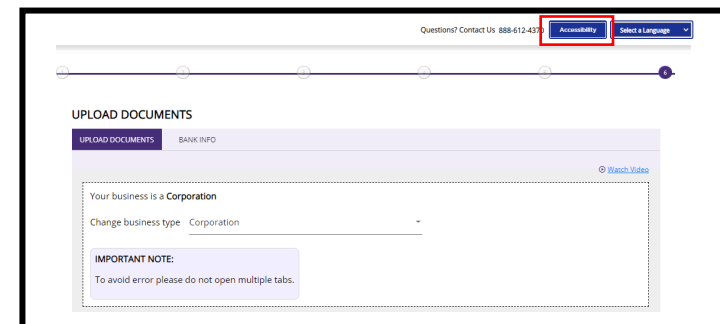 Questions? Contact Us 888-612-4370 Accessibility Select a Language
6
UPLOAD DOCUMENTS
UPLOAD DOCUMENTS BANK INFO
Watch Video
Your business is a Corporation
Change business type Corporation
IMPORTANT NOTE:
To avoid error please do not open multiple tabs.